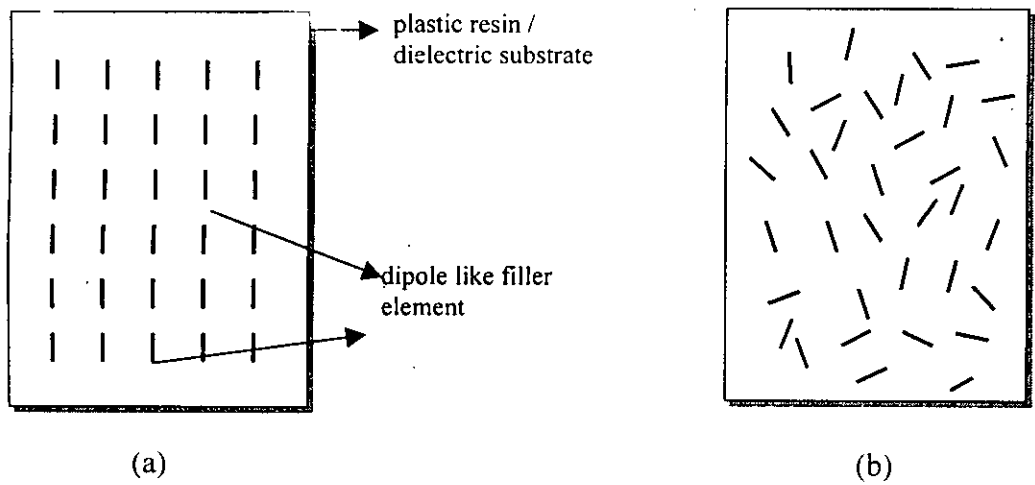 plastic resin /
dielectric substrate
dipole like filler
element
(a)
(b)